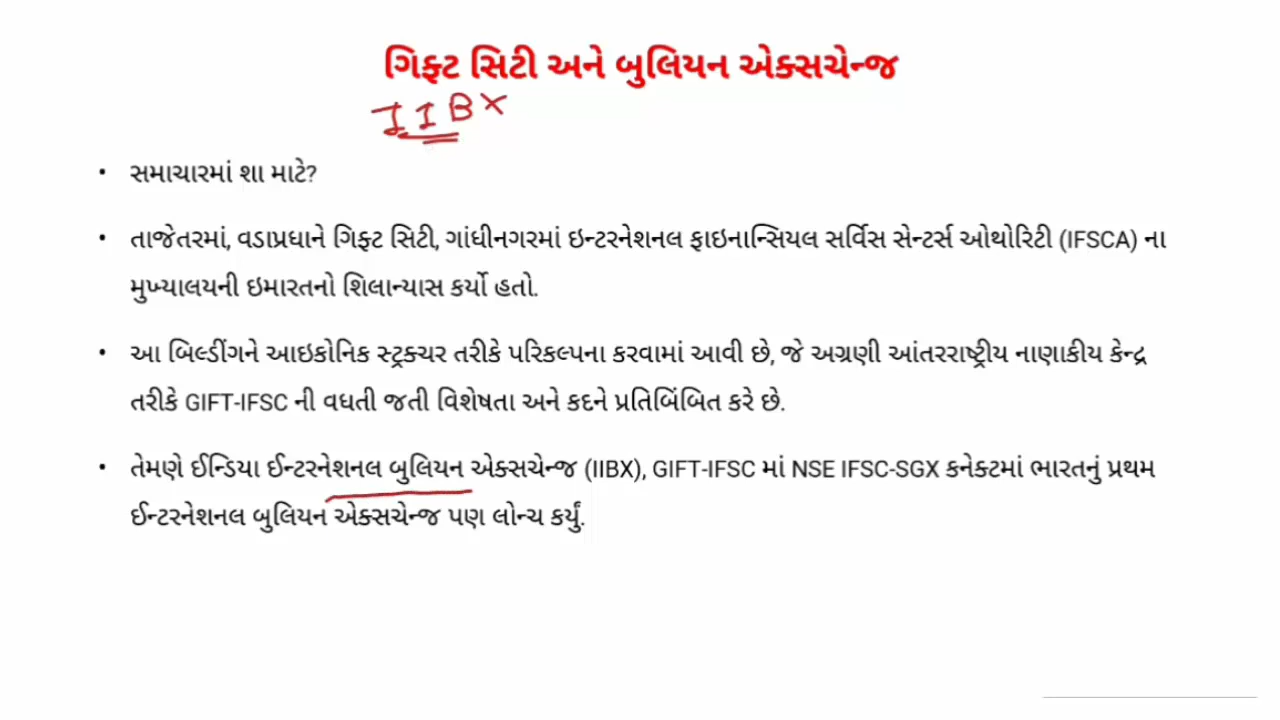 ગિફ્ટ સિટી અને બુલિયન એક્સચેન્જ
IIBX
• સમાચારમાં શા માટે?
• તાજેતરમાં, વડાપ્રધાને ગિફ્ટ સિટી, ગાંધીનગરમાં ઇન્ટરનેશનલ ફાઇનાન્સિયલ સર્વિસ સેન્ટર્સ ઓથોરિટી (IFSCA) ના
મુખ્યાલયની ઇમારતનો શિલાન્યાસ કર્યો હતો.
• આ બિલ્ડીંગને આઇકોનિક સ્ટ્રક્ચર તરીકે પરિકલ્પના કરવામાં આવી છે, જે અગ્રણી આંતરરાષ્ટ્રીય નાણાકીય કેન્દ્ર
તરીકે GIFT-IFSC ની વધતી જતી વિશેષતા અને કદને પ્રતિબિંબિત કરે છે.
• તેમણે ઈન્ડિયા ઈન્ટરનેશનલ બુલિયન એક્સચેન્જ (IIBX), GIFT-IFSC માં NSE IFSC-SGX કનેક્ટમાં ભારતનું પ્રથમ
ઈન્ટરનેશનલ બુલિયન એક્સચેન્જ પણ લોન્ચ કર્યું.